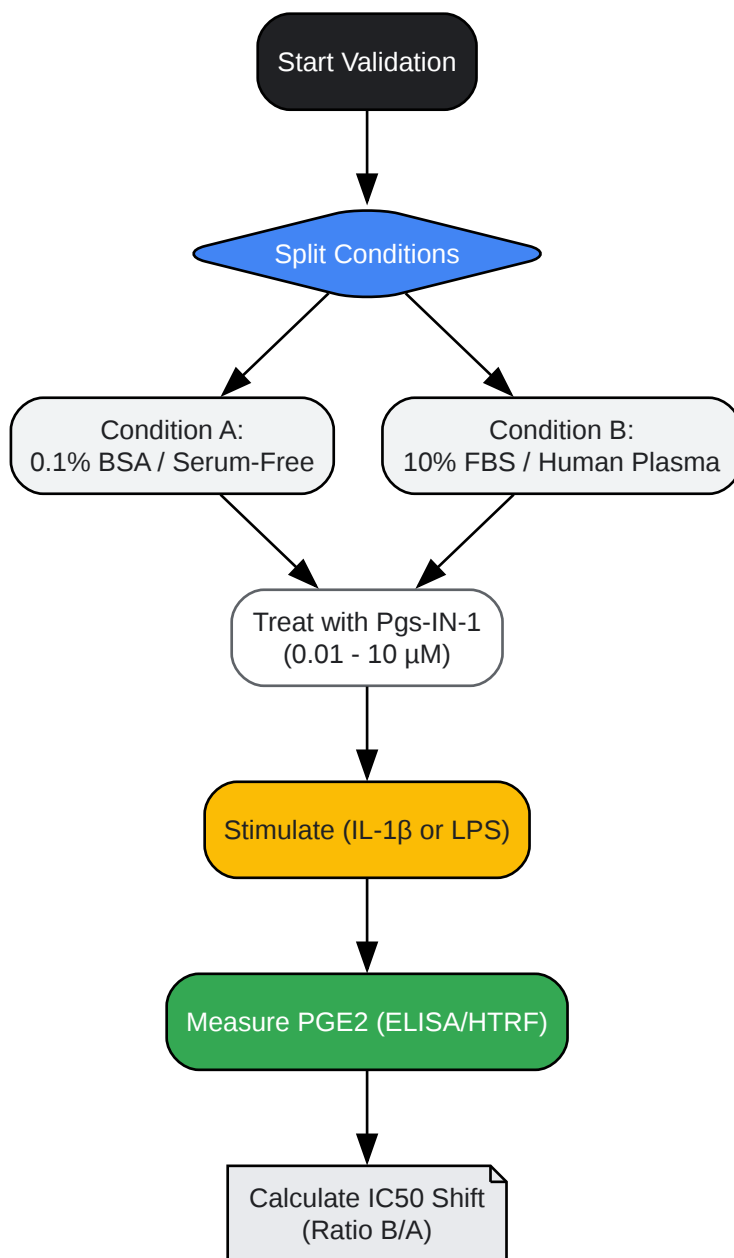 Start Validation
Split Conditions
Condition A:
0.1% BSA / Serum-Free
Condition B:
10% FBS / Human Plasma
Treat with Pgs-IN-1
(0.01 - 10 µM)
Stimulate (IL-1β or LPS)
Measure PGE2 (ELISA/HTRF)
Calculate IC50 Shift
(Ratio B/A)